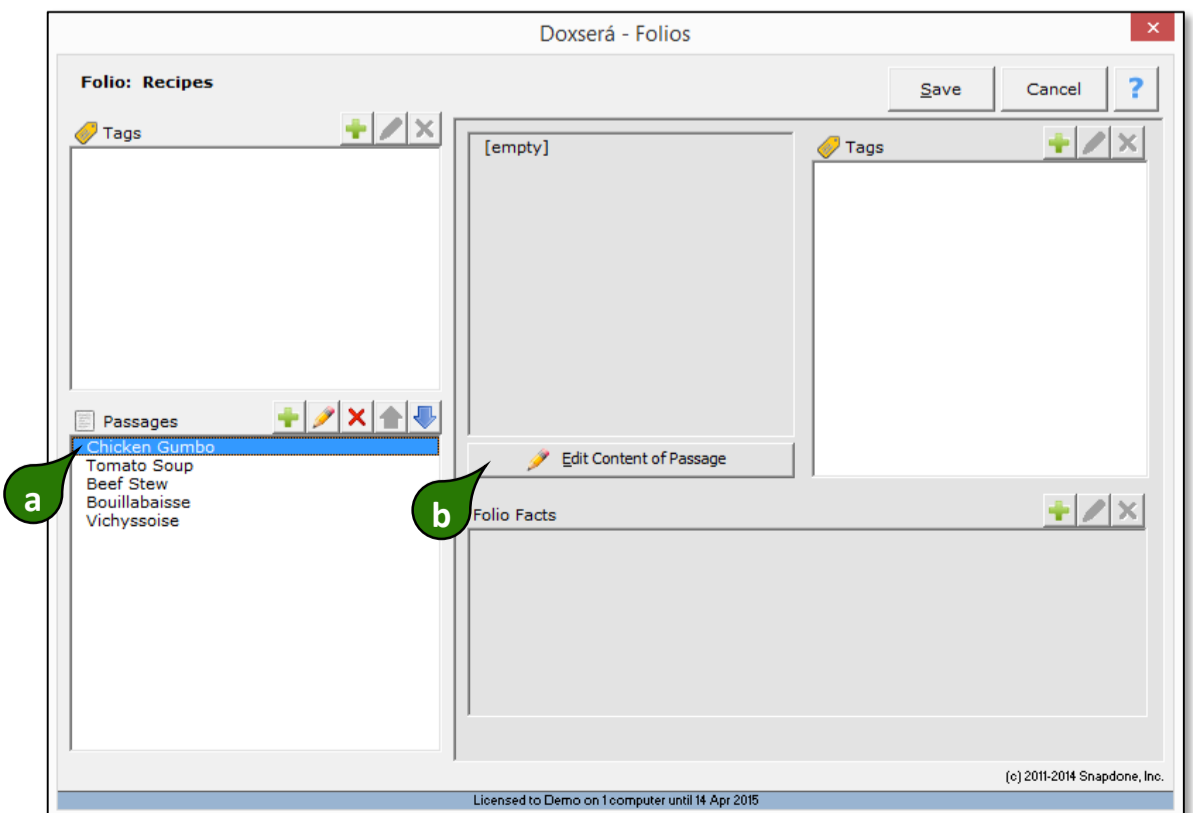 Doxserá - Folios
Folio: Recipes
Save
Cancel
?
Tags
[empty]
Tags
Passages
Chicken Gumbo
Tomato Soup
Beef Stew
Bouillabaisse
Vichyssoise
a
Edit Content of Passage
b
Folio Facts
(c) 2011-2014 Snapdone, Inc.
Licensed to Demo on 1 computer until 14 Apr 2015